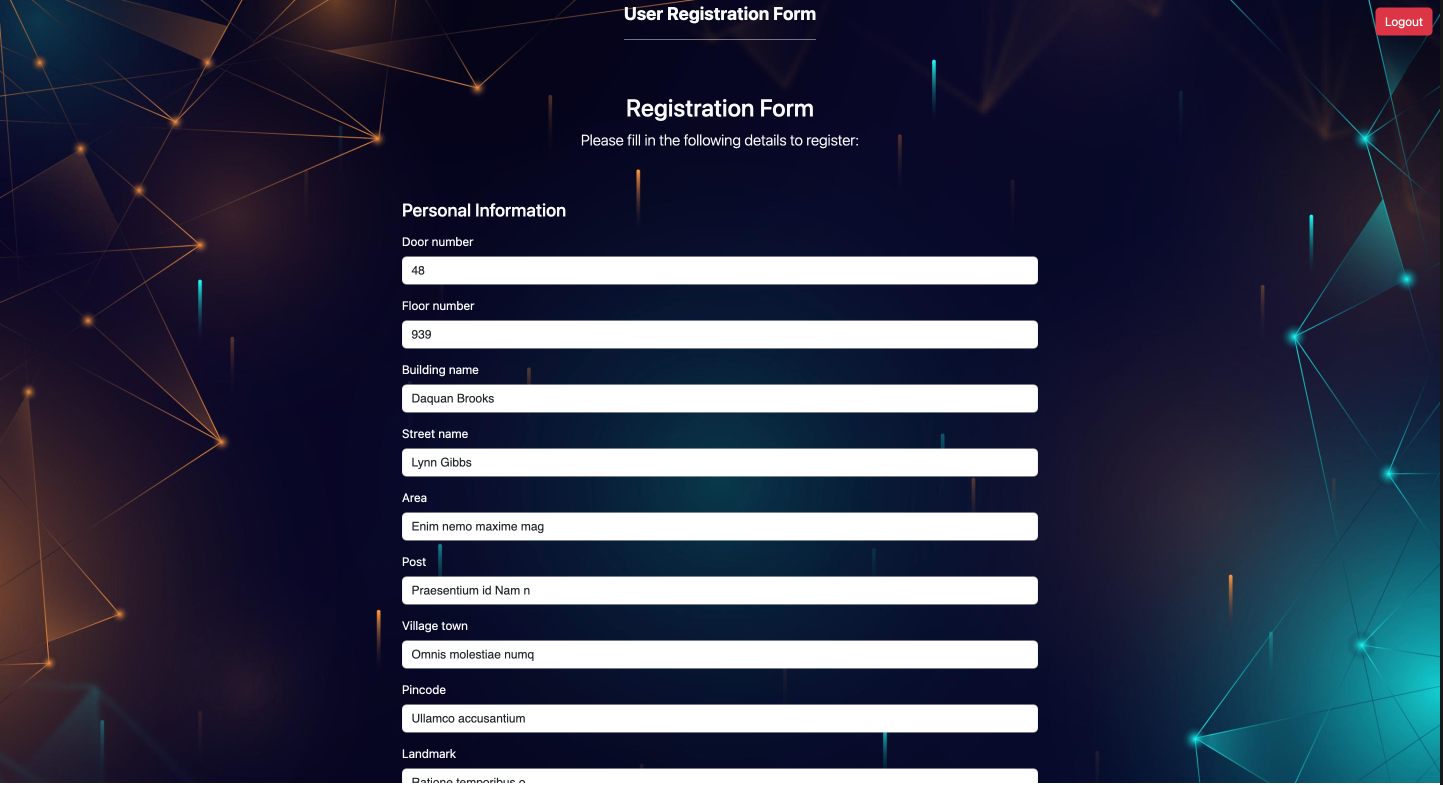 User Registration Form
Logout
Registration Form
Please fill in the following details to register:
Personal Information
Door number
48
Floor number
939
Building name
Daquan Brooks
Street name
Lynn Gibbs
Area
Enim nemo maxime mag
Post
Praesentium id Nam n
Village town
Omnis molestiae numq
Pincode
Ullamco accusantium
Landmark
Ratione temporibus o